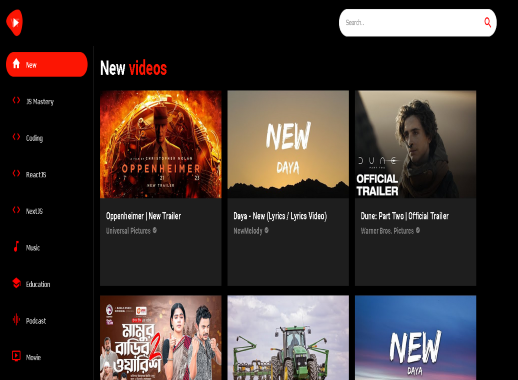 Search...
New
JS Mastery
Coding
ReactJS
NextJS
Music
Education
Podcast
Movie
New videos
A FILM BY CHRISTOPHER NOLAN
OPPENHEIMER
7 21 23
NEW TRAILER
Oppenheimer | New Trailer
Universal Pictures
NEW
DAYA
Daya - New (Lyrics / Lyrics Video)
NewMelody
DUNE
OFFICIAL
TRAILER
Dune: Part Two | Official Trailer
Warner Bros. Pictures
মামুর
বাড়ির
ওয়ারিশ
2
NEW
DAYA